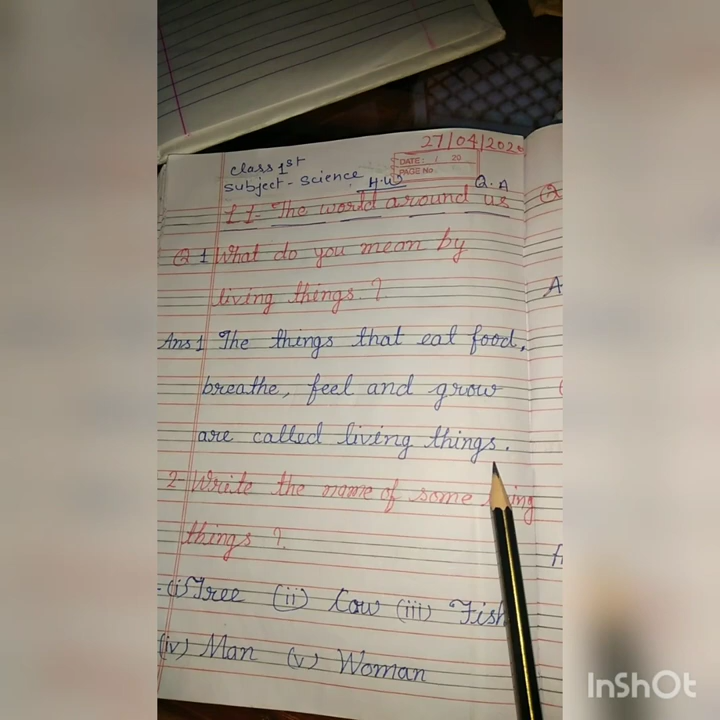 27/04/202
class 1st
DATE: / 20
PAGE No.
Subject - Science
H.W
Q.A
L 1- The world around us
Q 1 What do you mean by
living things.?
Ans 1 The things that eat food,
breathe, feel and grow
are called living things.
2- Write the name of some
things ?.
(i) Tree (ii) Cow (iii) Fish
(iv) Man (v) Woman
InShOt